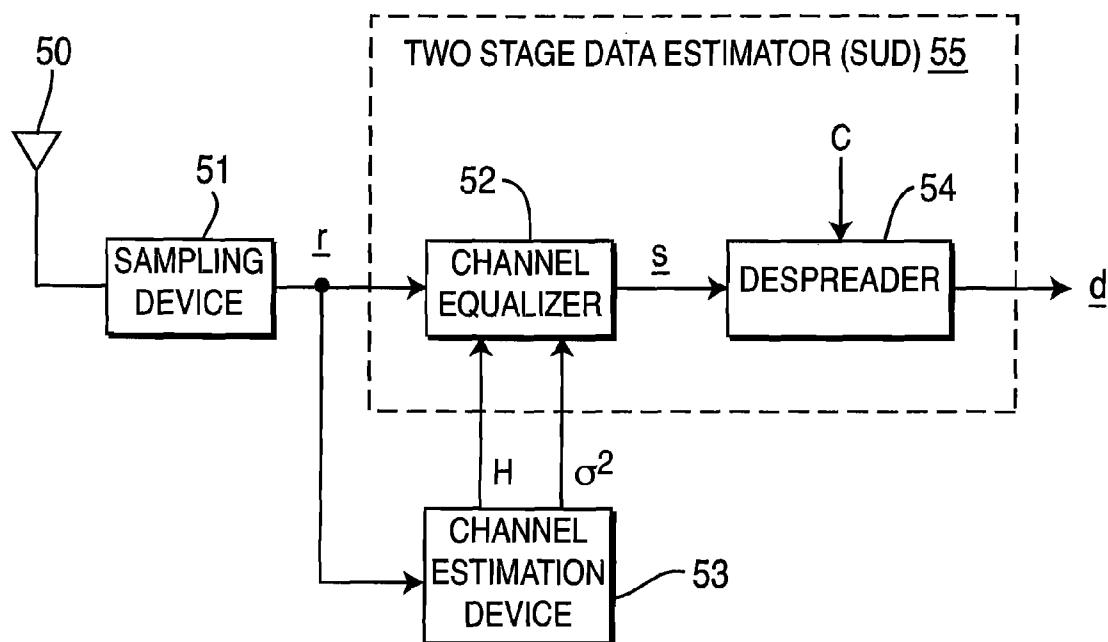 50
TWO STAGE DATA ESTIMATOR (SUD) 55
51
SAMPLING
DEVICE
r
52
CHANNEL
EQUALIZER
s
C
54
DESPREADER
d
H
σ²
CHANNEL
ESTIMATION
DEVICE
53